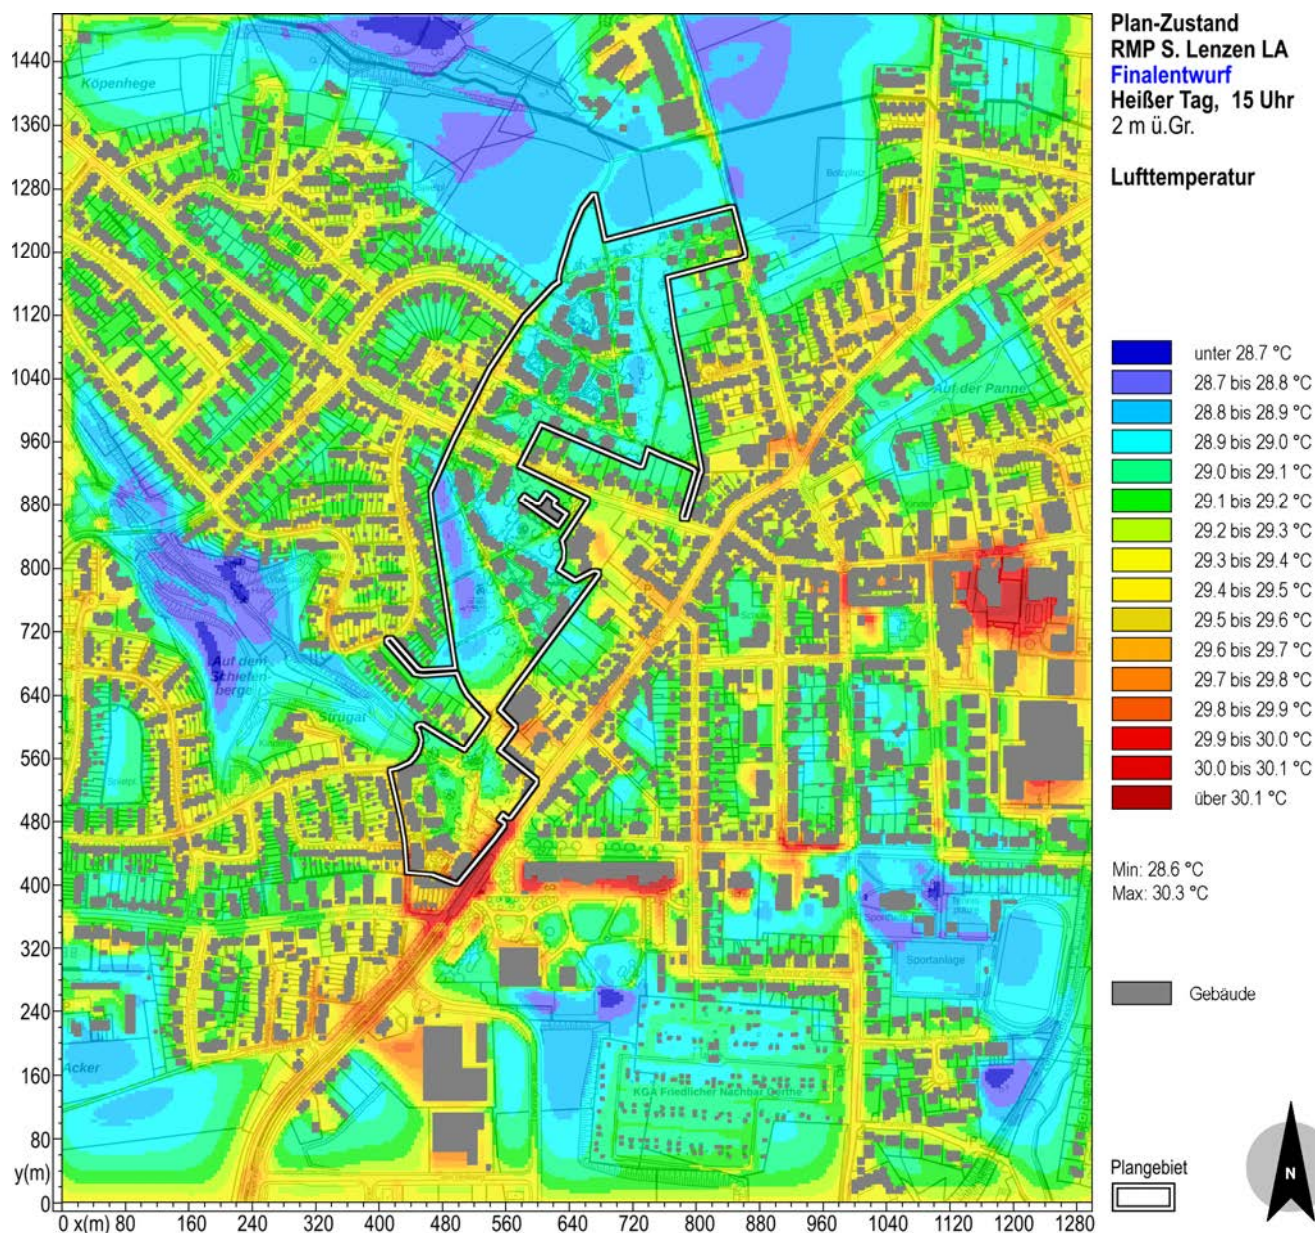 Plan-Zustand
RMP S. Lenzen LA
Finalentwurf
Heißer Tag, 15 Uhr
2 m ü.Gr.
Lufttemperatur
unter 28.7 °C
28.7 bis 28.8 °C
28.8 bis 28.9 °C
28.9 bis 29.0 °C
29.0 bis 29.1 °C
29.1 bis 29.2 °C
29.2 bis 29.3 °C
29.3 bis 29.4 °C
29.4 bis 29.5 °C
29.5 bis 29.6 °C
29.6 bis 29.7 °C
29.7 bis 29.8 °C
29.8 bis 29.9 °C
29.9 bis 30.0 °C
30.0 bis 30.1 °C
über 30.1 °C
Min: 28.6 °C
Max: 30.3 °C
Gebäude
Plangebiet
N
1440
1360
1280
1200
1120
1040
960
880
800
720
640
560
480
400
320
240
160
80
y(m)
0
0 x(m) 80 160 240 320 400 480 560 640 720 800 880 960 1040 1120 1200 1280
Köpenhege
Bolzplatz
Auf der Panne
Auf dem
Schiefen-
berge
Strugat
Sportanlage
Acker
KGA Friedlicher Nachbar Gerthe